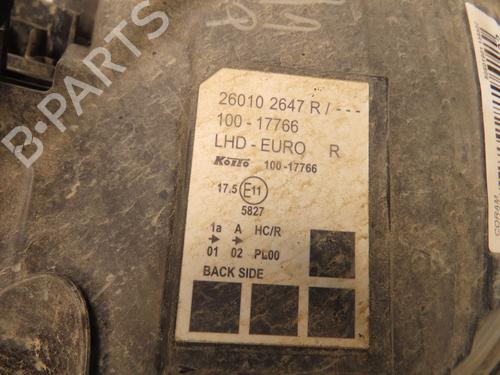 26010 2647 R / - - -
100 - 17766
LHD - EURO R
KOITO 100-17766
17.5 E11
5827
1a A HC/R
01 02 PL00
BACK SIDE
B-PARTS